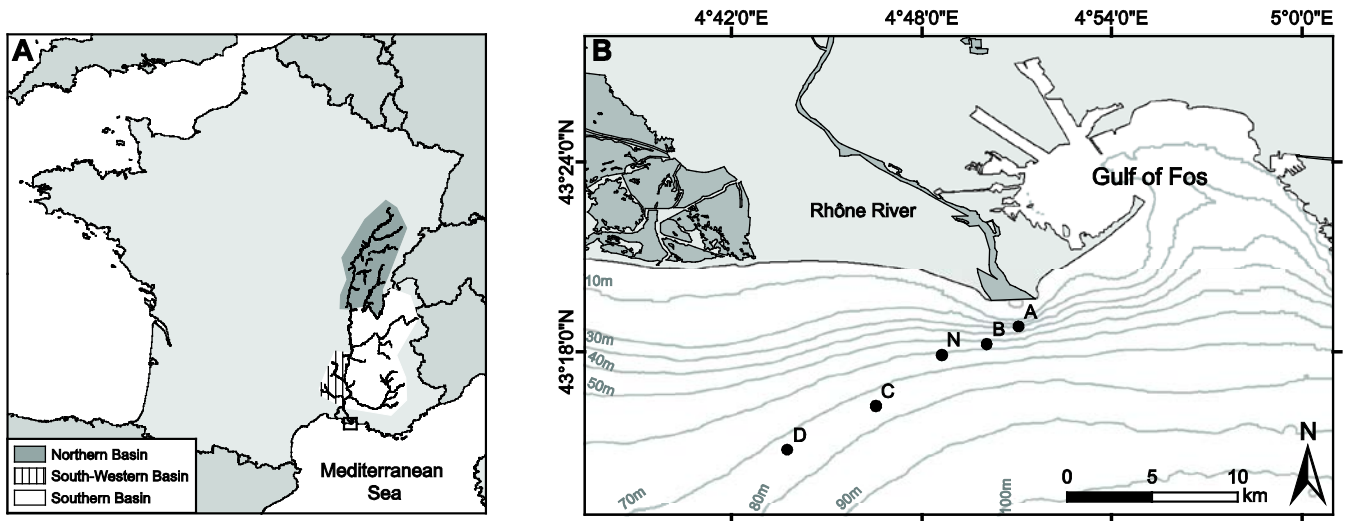 A
Mediterranean
Sea
Northern Basin
South-Western Basin
Southern Basin
4°42'0"E 4°48'0"E 4°54'0"E 5°0'0"E
B
43°24'0"N
43°18'0"N
Gulf of Fos
Rhône River
10m
30m
40m
50m
A
B
N
C
D
70m
80m
90m
100m
N
0 5 10
km